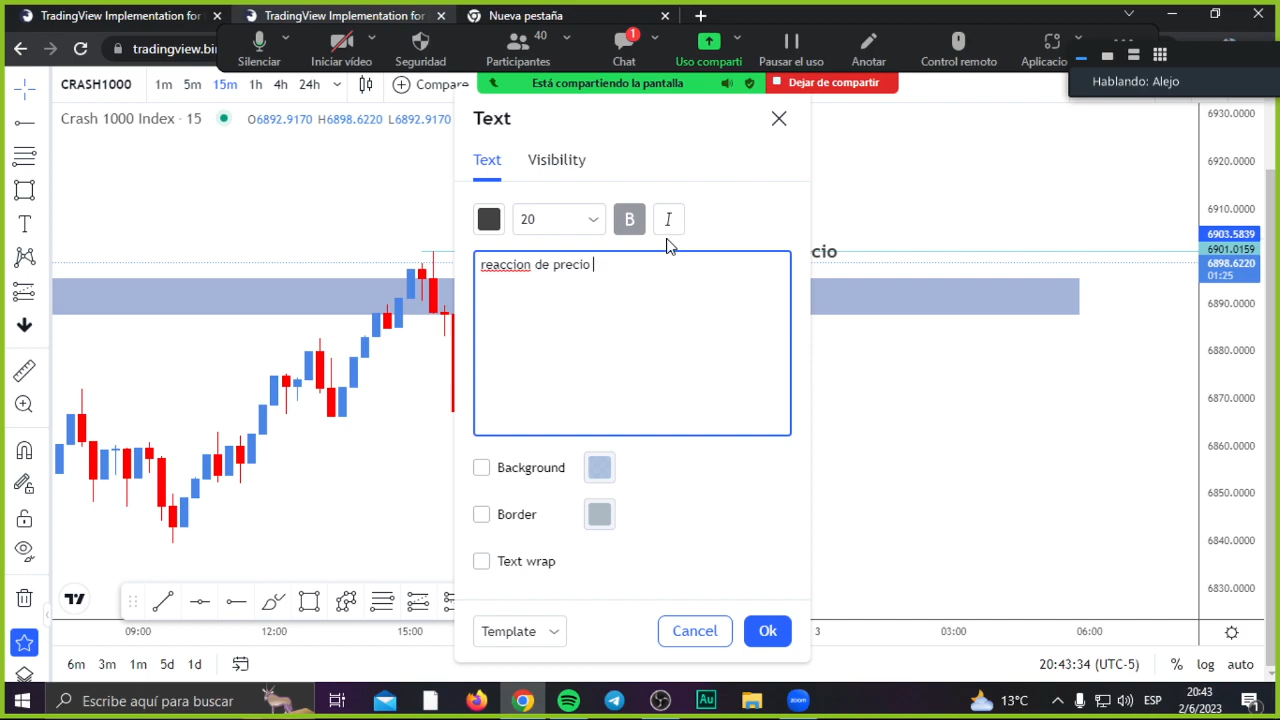 TradingView Implementation for
TradingView Implementation for
Nueva pestaña
tradingview.bi
Silenciar
Iniciar vídeo
Seguridad
40
Participantes
1
Chat
Uso comparti
Pausar el uso
Anotar
Control remoto
Aplicacio
Hablando: Alejo
Está compartiendo la pantalla
Dejar de compartir
CRASH1000
1m
5m
15m
1h
4h
24h
Compare
Crash 1000 Index · 15
O6892.9170 H6898.6220 L6892.9170
Text
Text
Visibility
20
B
I
reaccion de precio
cio
Background
Border
Text wrap
Template
Cancel
Ok
6930.0000
6920.0000
6910.0000
6903.5839
6901.0159
6898.6220
01:25
6890.0000
6880.0000
6870.0000
6860.0000
6850.0000
6840.0000
6830.0000
09:00
12:00
15:00
3
03:00
06:00
6m
3m
1m
5d
1d
20:43:34 (UTC-5)
%
log
auto
Escribe aquí para buscar
Au
zoom
13°C
ESP
20:43
2/6/2023
1